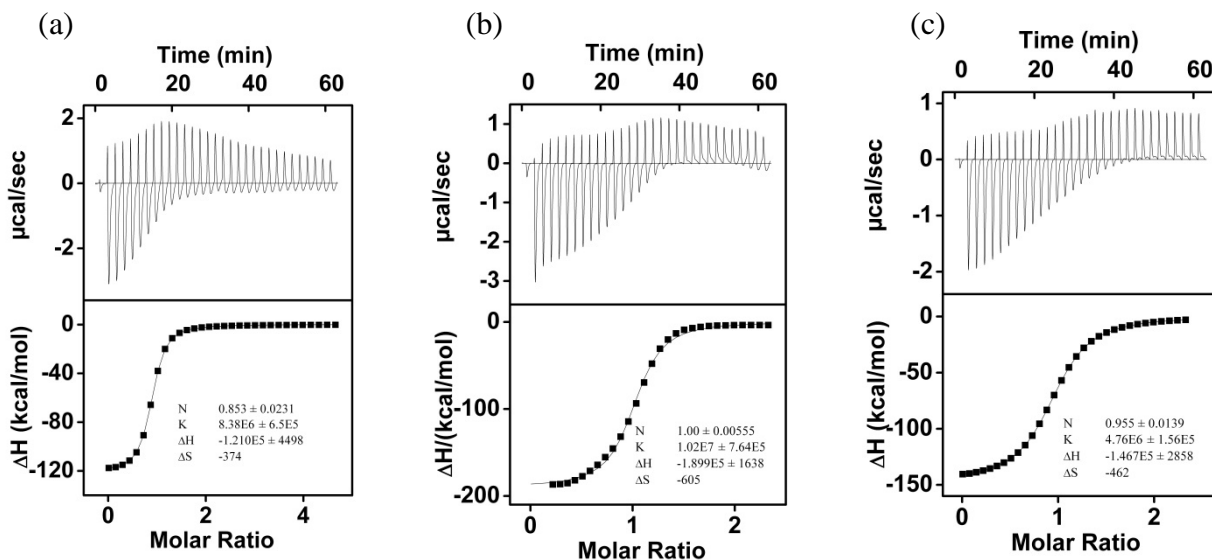 (a)
Time (min)
0 20 40 60
2
0
-2
μcal/sec
0
-40
-80
-120
ΔH (kcal/mol)
N 0.853 ± 0.0231
K 8.38E6 ± 6.5E5
ΔH -1.210E5 ± 4498
ΔS -374
0 2 4
Molar Ratio
(b)
Time (min)
0 20 40 60
1
0
-1
-2
-3
μcal/sec
0
-100
-200
ΔH/(kcal/mol)
N 1.00 ± 0.00555
K 1.02E7 ± 7.64E5
ΔH -1.899E5 ± 1638
ΔS -605
0 1 2
Molar Ratio
(c)
Time (min)
0 20 40 60
1
0
-1
-2
μcal/sec
0
-50
-100
-150
ΔH (kcal/mol)
N 0.955 ± 0.0139
K 4.76E6 ± 1.56E5
ΔH -1.467E5 ± 2858
ΔS -462
0 1 2
Molar Ratio